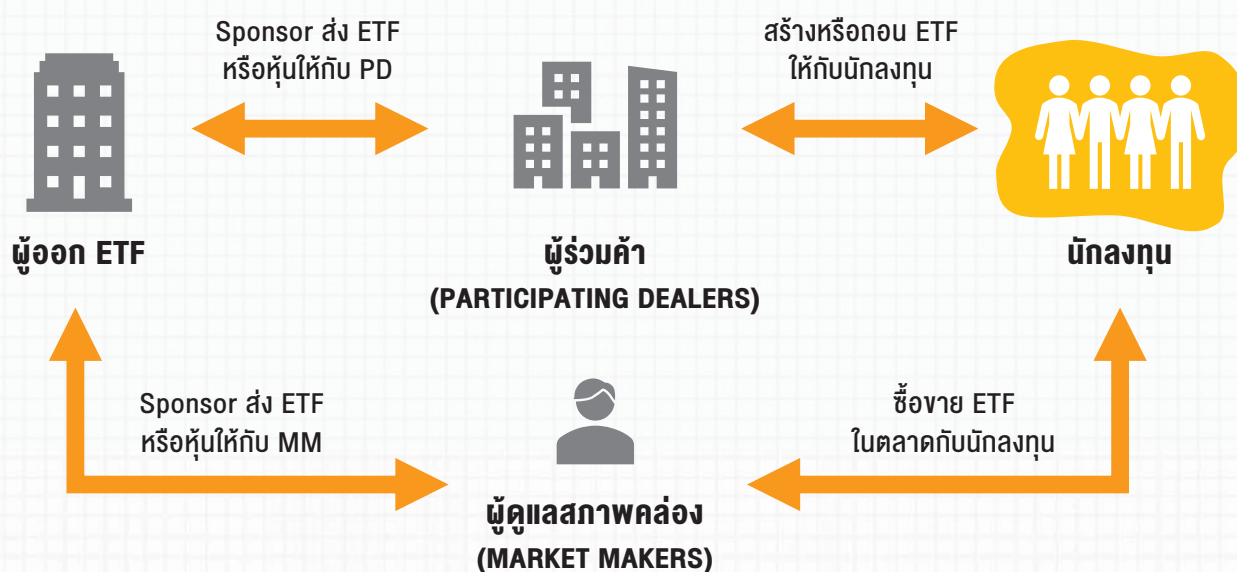 Sponsor ส่ง ETF
หรือหุ้นให้กับ PD
สร้างหรือถอน ETF
ให้กับนักลงทุน
ผู้ออก ETF
ผู้ร่วมค้า
(PARTICIPATING DEALERS)
นักลงทุน
Sponsor ส่ง ETF
หรือหุ้นให้กับ MM
ซื้อขาย ETF
ในตลาดกับนักลงทุน
ผู้ดูแลสภาพคล่อง
(MARKET MAKERS)